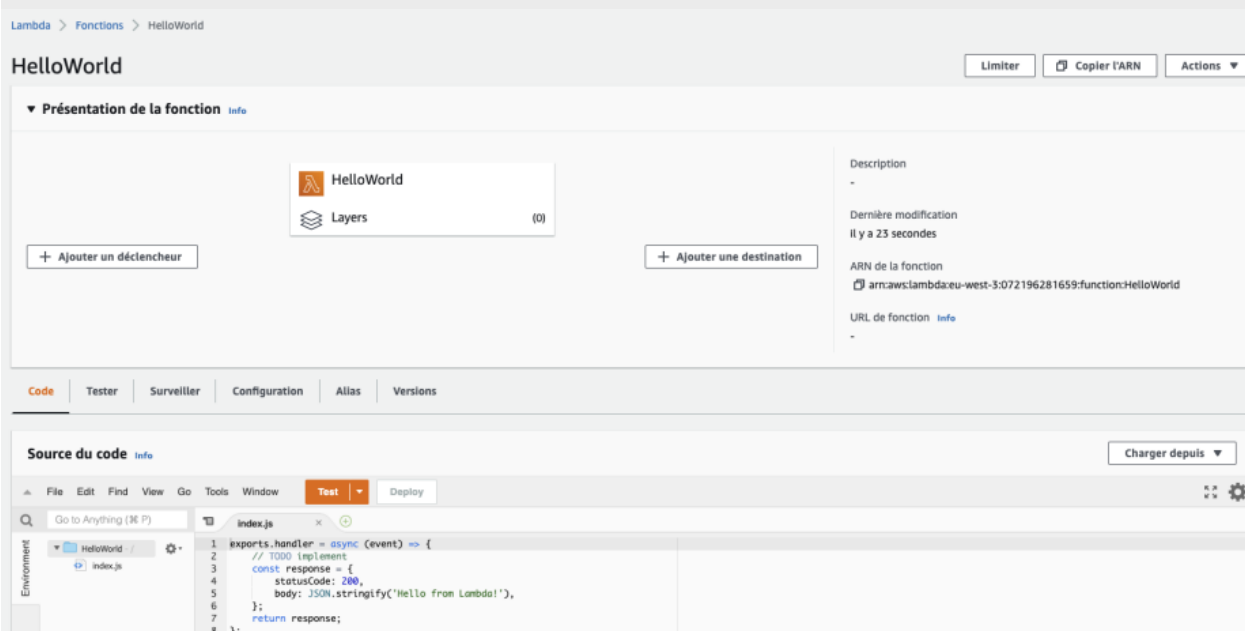 Lambda > Fonctions > HelloWorld
HelloWorld
Limiter
Copier l'ARN
Actions ▼
▼ Présentation de la fonction Info
HelloWorld
Layers (0)
+ Ajouter un déclencheur
+ Ajouter une destination
Description
-
Dernière modification
Il y a 23 secondes
ARN de la fonction
arn:aws:lambda:eu-west-3:072196281659:function:HelloWorld
URL de fonction Info
-
Code Tester Surveiller Configuration Alias Versions
Source du code Info
Charger depuis ▼
File Edit Find View Go Tools Window Test Deploy
Go to Anything (⌘ P)
index.js
Environment
HelloWorld - /
index.js
1 exports.handler = async (event) => {
2 // TODO implement
3 const response = {
4 statusCode: 200,
5 body: JSON.stringify('Hello from Lambda!'),
6 };
7 return response;
8 };